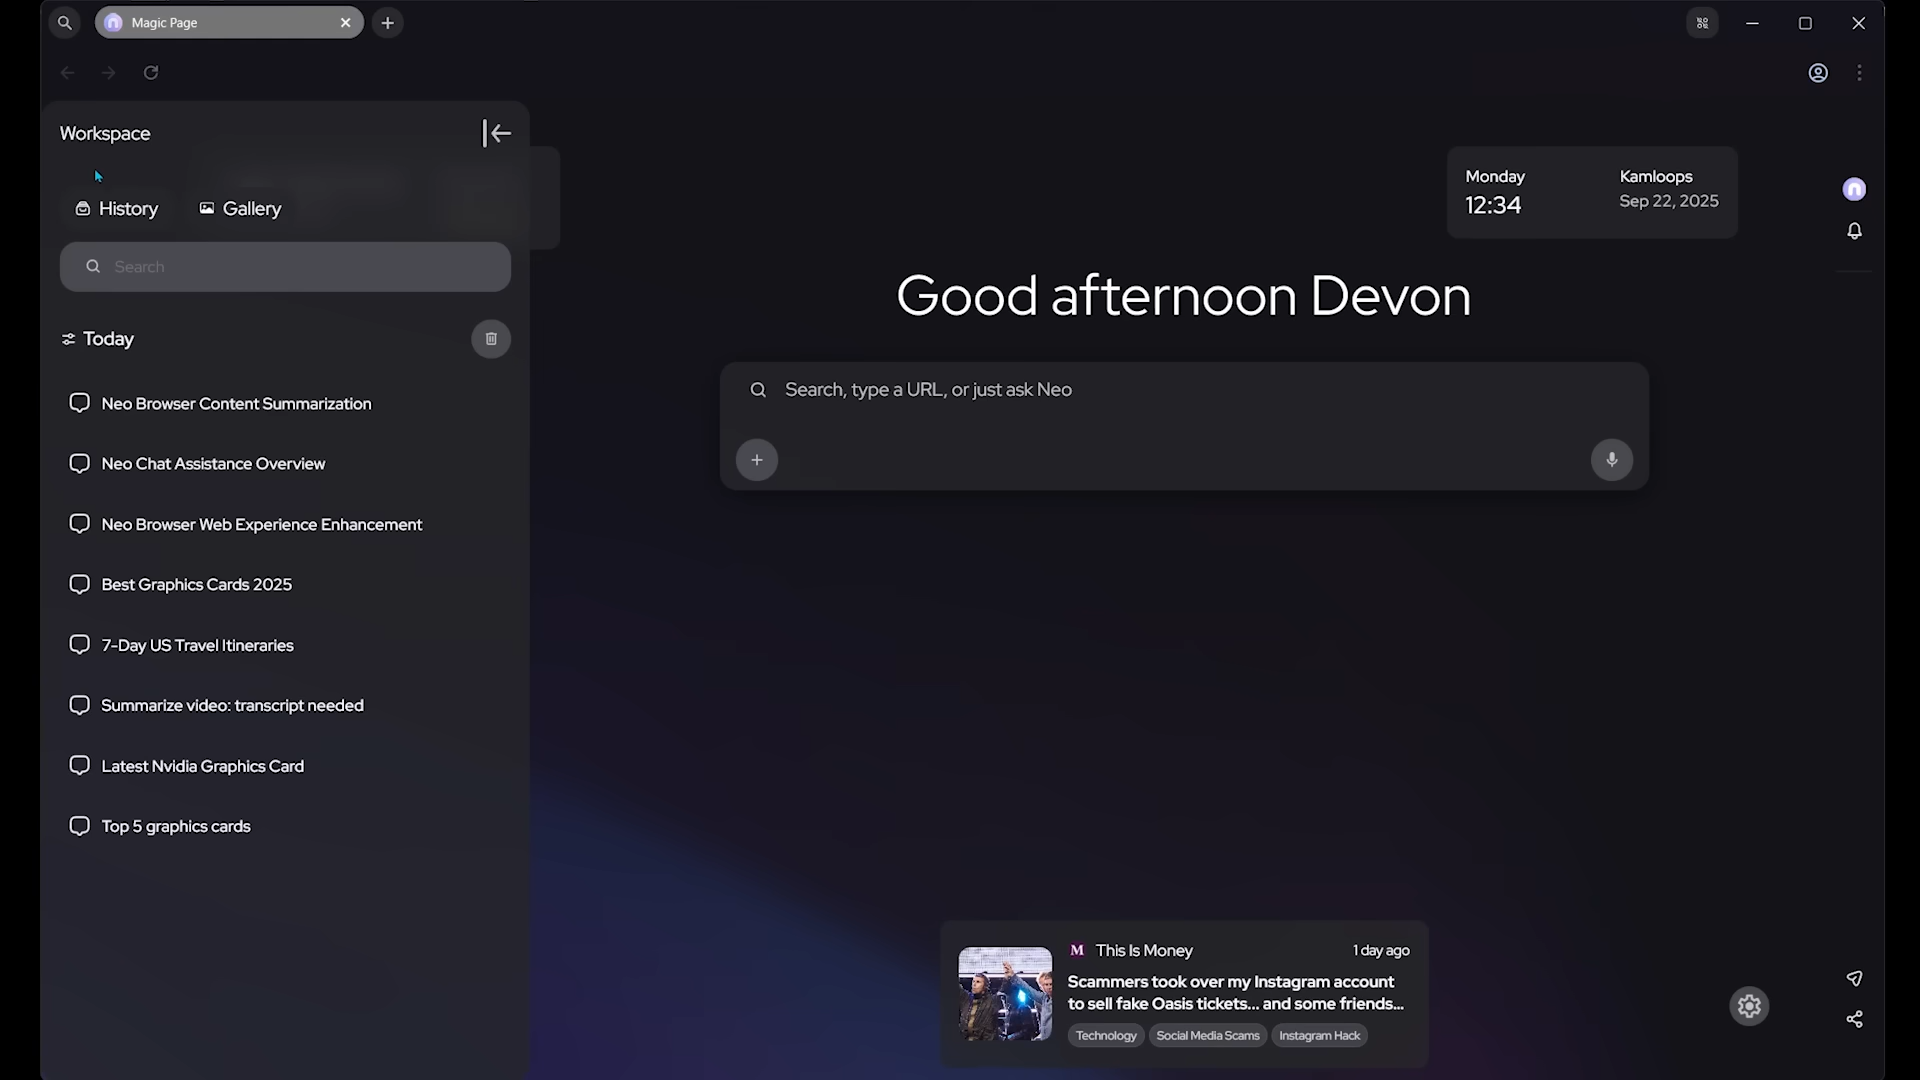 Magic Page
Workspace
History
Gallery
Search
Today
Neo Browser Content Summarization
Neo Chat Assistance Overview
Neo Browser Web Experience Enhancement
Best Graphics Cards 2025
7-Day US Travel Itineraries
Summarize video: transcript needed
Latest Nvidia Graphics Card
Top 5 graphics cards
Monday
12:34
Kamloops
Sep 22, 2025
Good afternoon Devon
Search, type a URL, or just ask Neo
M This Is Money
1 day ago
Scammers took over my Instagram account
to sell fake Oasis tickets... and some friends...
Technology
Social Media Scams
Instagram Hack